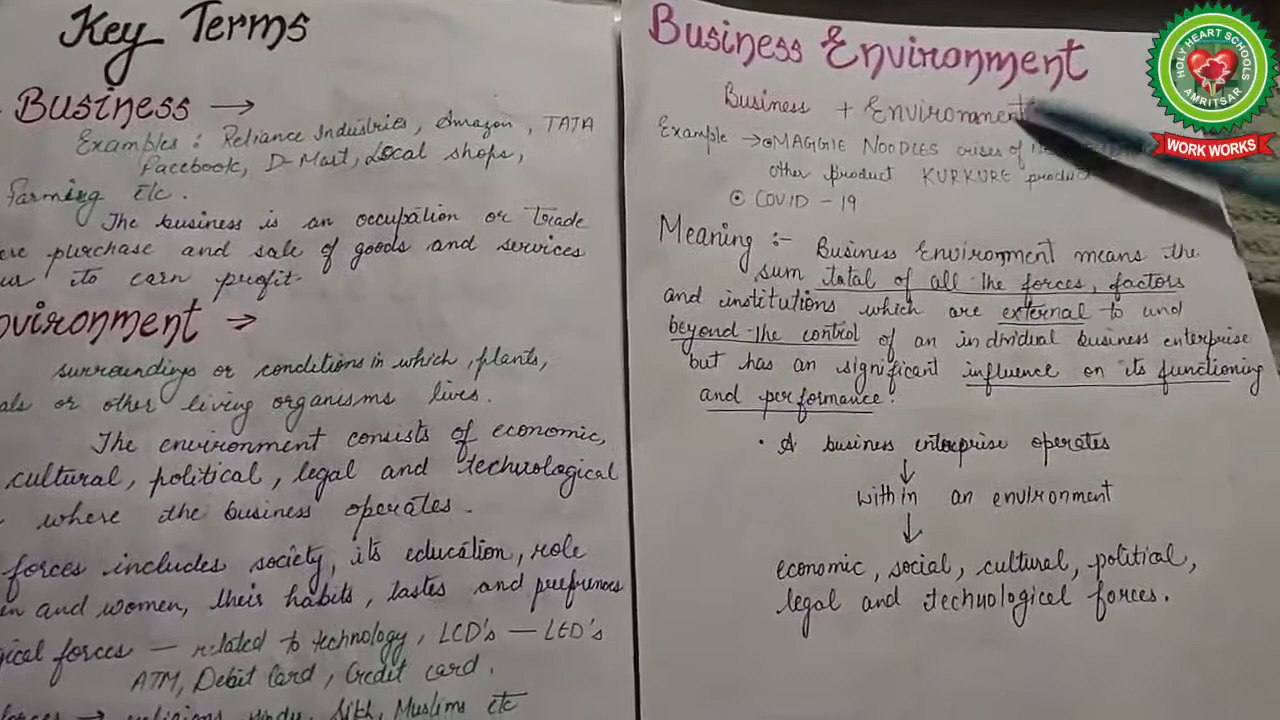 Key Terms
Business →
Examples : Reliance Industries, Amazon, TATA
Facebook, D-Mart, Local shops,
Farming etc.
The business is an occupation or trade
purchase and sale of goods and services
to earn profit.
→
surroundings or conditions in which, plants,
or other living organisms lives.
The environment consists of economic,
cultural, political, legal and technological
where the business operates.
forces includes society, its education, role
and women, their habits, tastes and prefrences
forces — related to technology, LCD's — LED's
ATM, Debit Card, Credit card.
→ religions Hindu, Sikh, Muslims etc
Business Environment
Business + Environment
Example → MAGGIE NOODLES crises of
other product KURKURE
COVID - 19
Meaning :- Business Environment means the
sum total of all the forces, factors
and institutions which are external to and
beyond the control of an individual business enterprise
but has an significant influence on its functioning
and performance.
• A business enterprise operates
↓
within an environment
↓
economic, social, cultural, political,
legal and technological forces.
HOLY HEART SCHOOLS
AMRITSAR
WORK WORKS